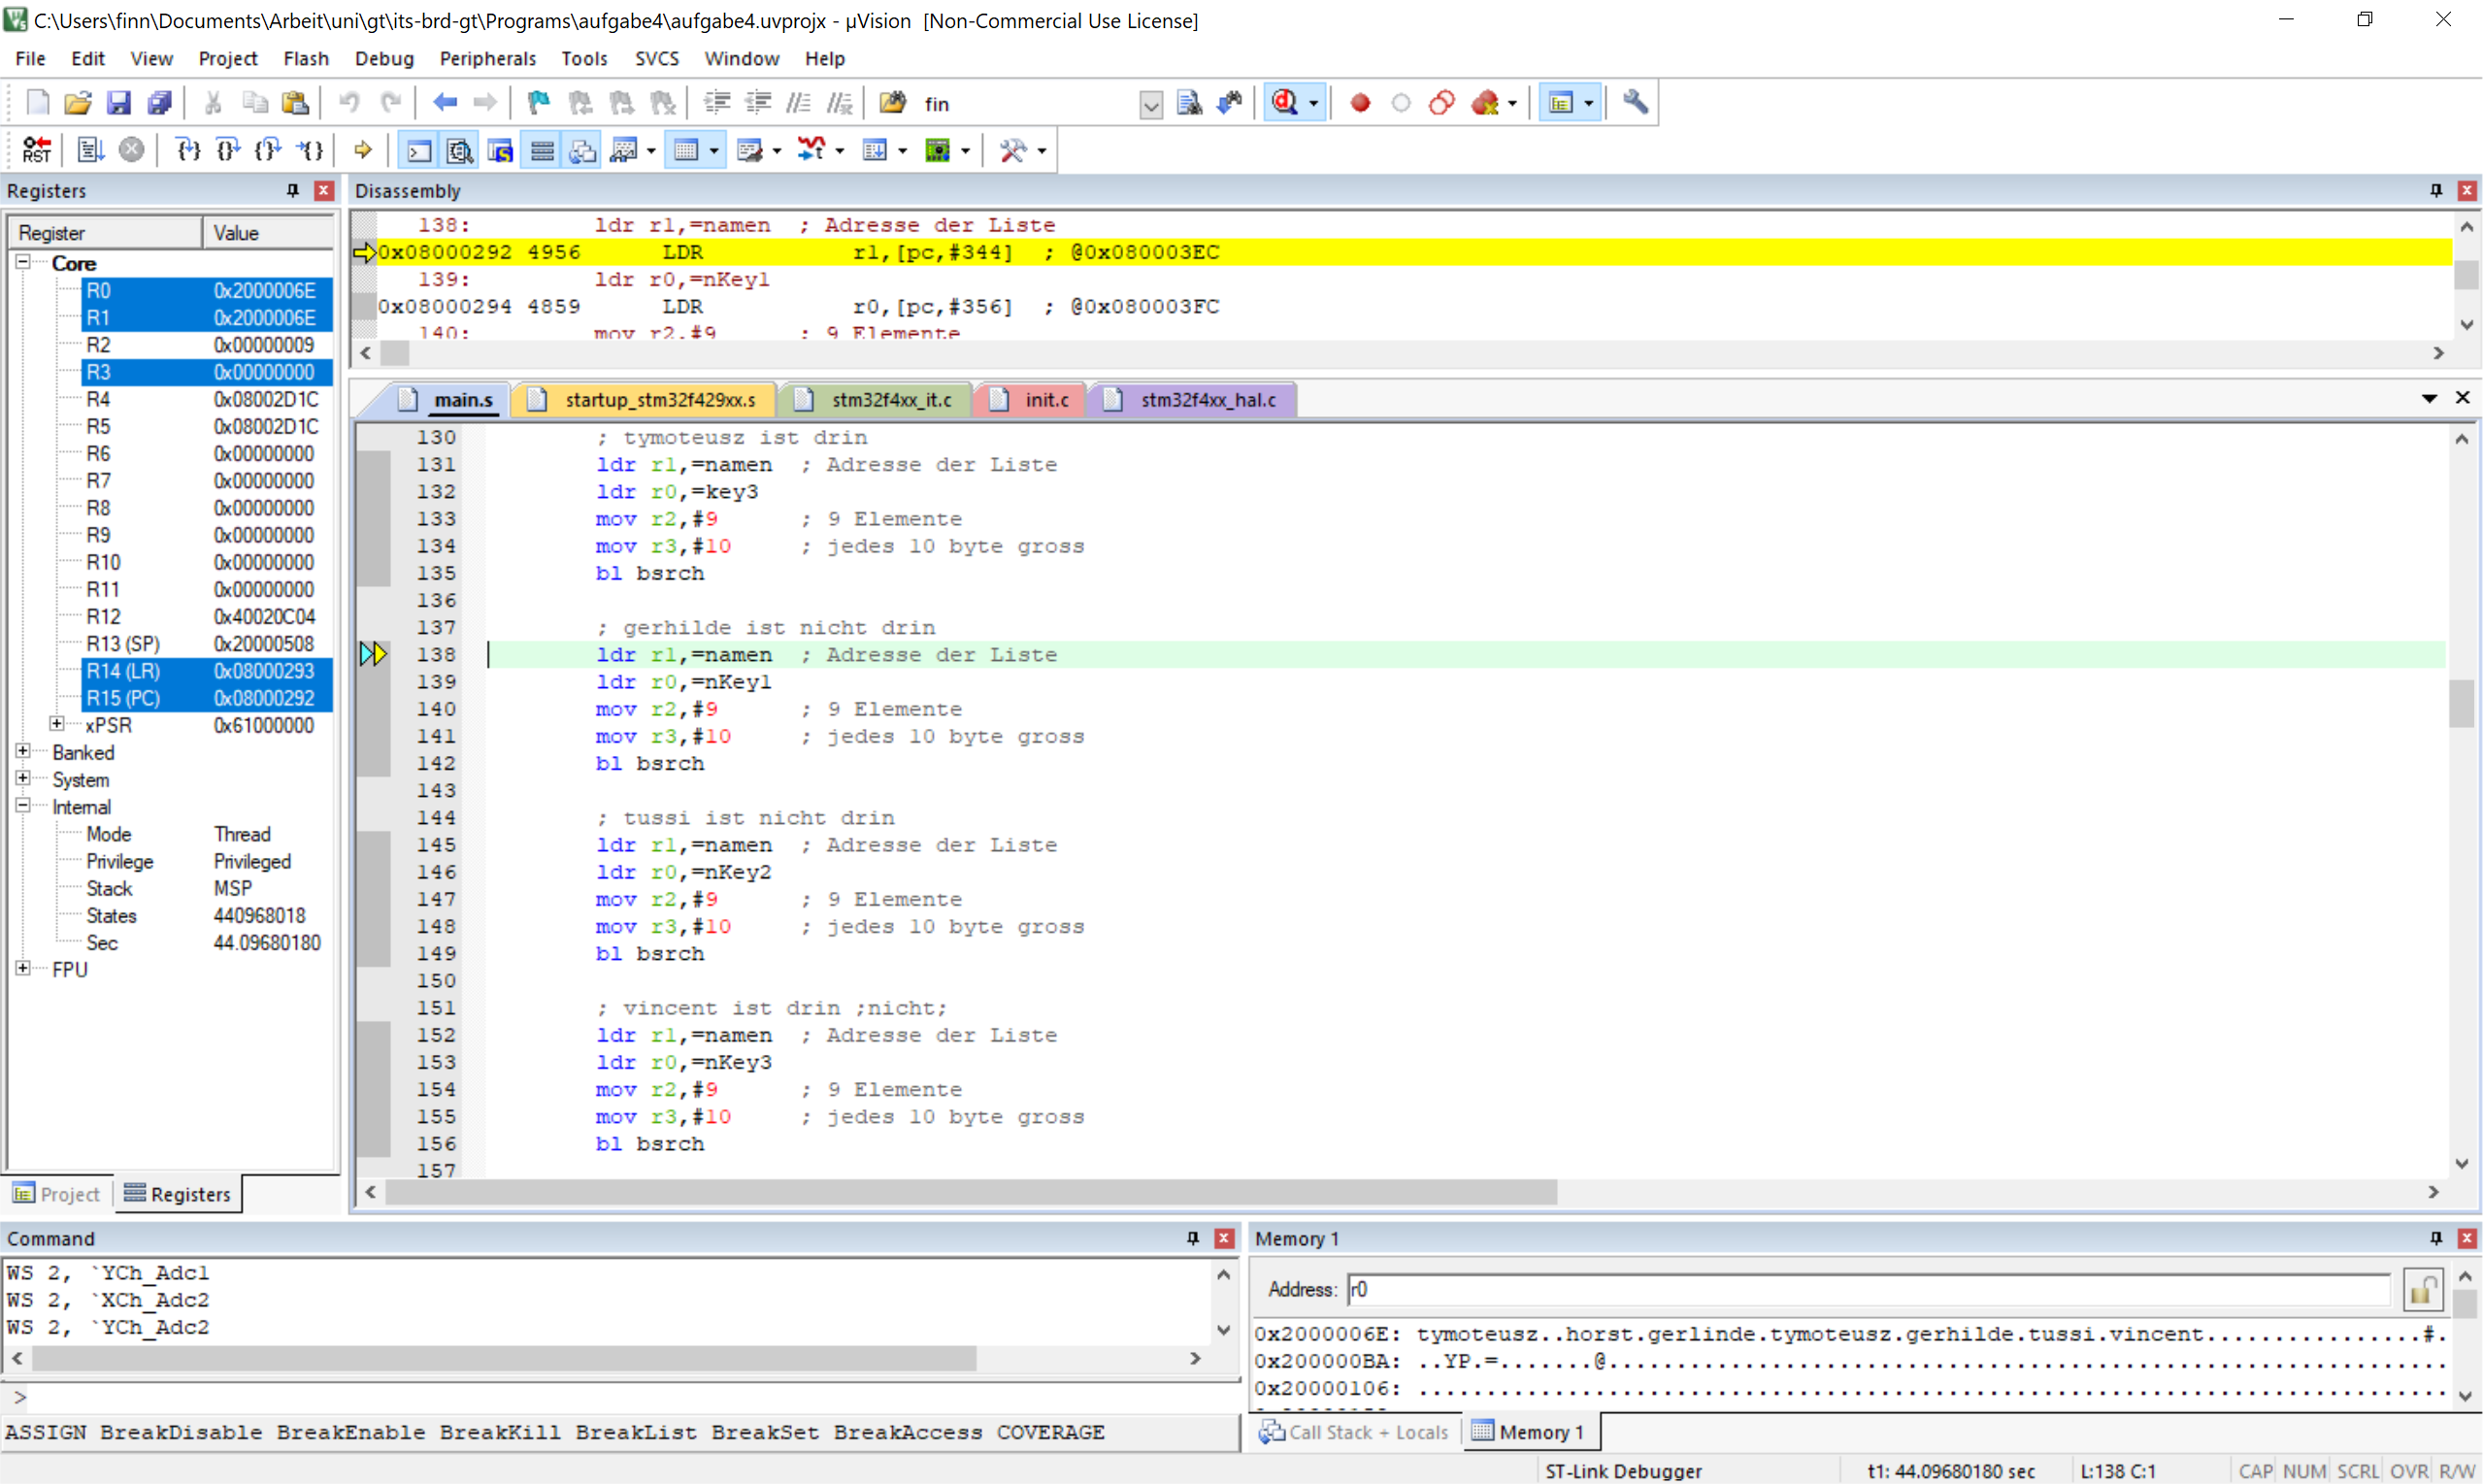 C:\Users\finn\Documents\Arbeit\uni\gt\its-brd-gt\Programs\aufgabe4\aufgabe4.uvprojx - µVision  [Non-Commercial Use License]
File Edit View Project Flash Debug Peripherals Tools SVCS Window Help
fin
RST
Registers
Register Value
Core
R0 0x2000006E
R1 0x2000006E
R2 0x00000009
R3 0x00000000
R4 0x08002D1C
R5 0x08002D1C
R6 0x00000000
R7 0x00000000
R8 0x00000000
R9 0x00000000
R10 0x00000000
R11 0x00000000
R12 0x40020C04
R13 (SP) 0x20000508
R14 (LR) 0x08000293
R15 (PC) 0x08000292
xPSR 0x61000000
Banked
System
Internal
Mode Thread
Privilege Privileged
Stack MSP
States 440968018
Sec 44.09680180
FPU
Project Registers
Disassembly
138: ldr r1,=namen ; Adresse der Liste
0x08000292 4956 LDR r1,[pc,#344] ; @0x080003EC
139: ldr r0,=nKey1
0x08000294 4859 LDR r0,[pc,#356] ; @0x080003FC
140: mov r2,#9 ; 9 Elemente
main.s startup_stm32f429xx.s stm32f4xx_it.c init.c stm32f4xx_hal.c
130 ; tymoteusz ist drin
131 ldr r1,=namen ; Adresse der Liste
132 ldr r0,=key3
133 mov r2,#9 ; 9 Elemente
134 mov r3,#10 ; jedes 10 byte gross
135 bl bsrch
136
137 ; gerhilde ist nicht drin
138 ldr r1,=namen ; Adresse der Liste
139 ldr r0,=nKey1
140 mov r2,#9 ; 9 Elemente
141 mov r3,#10 ; jedes 10 byte gross
142 bl bsrch
143
144 ; tussi ist nicht drin
145 ldr r1,=namen ; Adresse der Liste
146 ldr r0,=nKey2
147 mov r2,#9 ; 9 Elemente
148 mov r3,#10 ; jedes 10 byte gross
149 bl bsrch
150
151 ; vincent ist drin ;nicht;
152 ldr r1,=namen ; Adresse der Liste
153 ldr r0,=nKey3
154 mov r2,#9 ; 9 Elemente
155 mov r3,#10 ; jedes 10 byte gross
156 bl bsrch
157
Command
WS 2, `YCh_Adc1
WS 2, `XCh_Adc2
WS 2, `YCh_Adc2
>
ASSIGN BreakDisable BreakEnable BreakKill BreakList BreakSet BreakAccess COVERAGE
Memory 1
Address: r0
0x2000006E: tymoteusz..horst.gerlinde.tymoteusz.gerhilde.tussi.vincent................#.
0x200000BA: ..YP.=.......@..............................................................
0x20000106: ............................................................................
Call Stack + Locals Memory 1
ST-Link Debugger t1: 44.09680180 sec L:138 C:1 CAP NUM SCRL OVR R/W